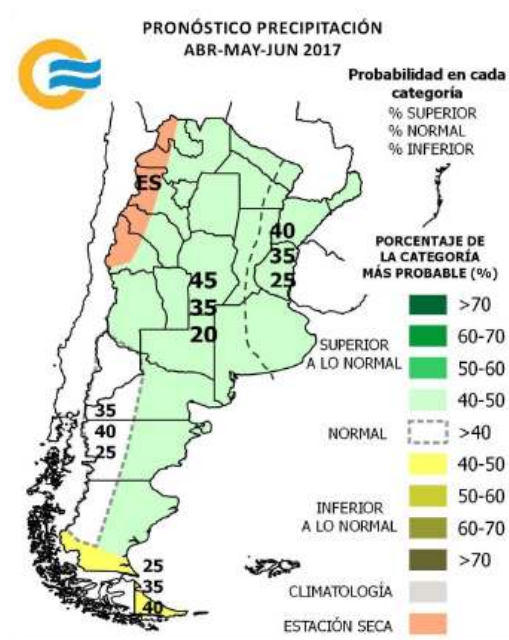 PRONÓSTICO PRECIPITACIÓN
ABR-MAY-JUN 2017
Probabilidad en cada
categoría
% SUPERIOR
% NORMAL
% INFERIOR
ES
40
35
25
45
35
20
35
40
25
25
35
40
PORCENTAJE DE
LA CATEGORÍA
MÁS PROBABLE (%)
SUPERIOR
A LO NORMAL
>70
60-70
50-60
40-50
NORMAL
>40
INFERIOR
A LO NORMAL
40-50
50-60
60-70
>70
CLIMATOLOGÍA
ESTACIÓN SECA